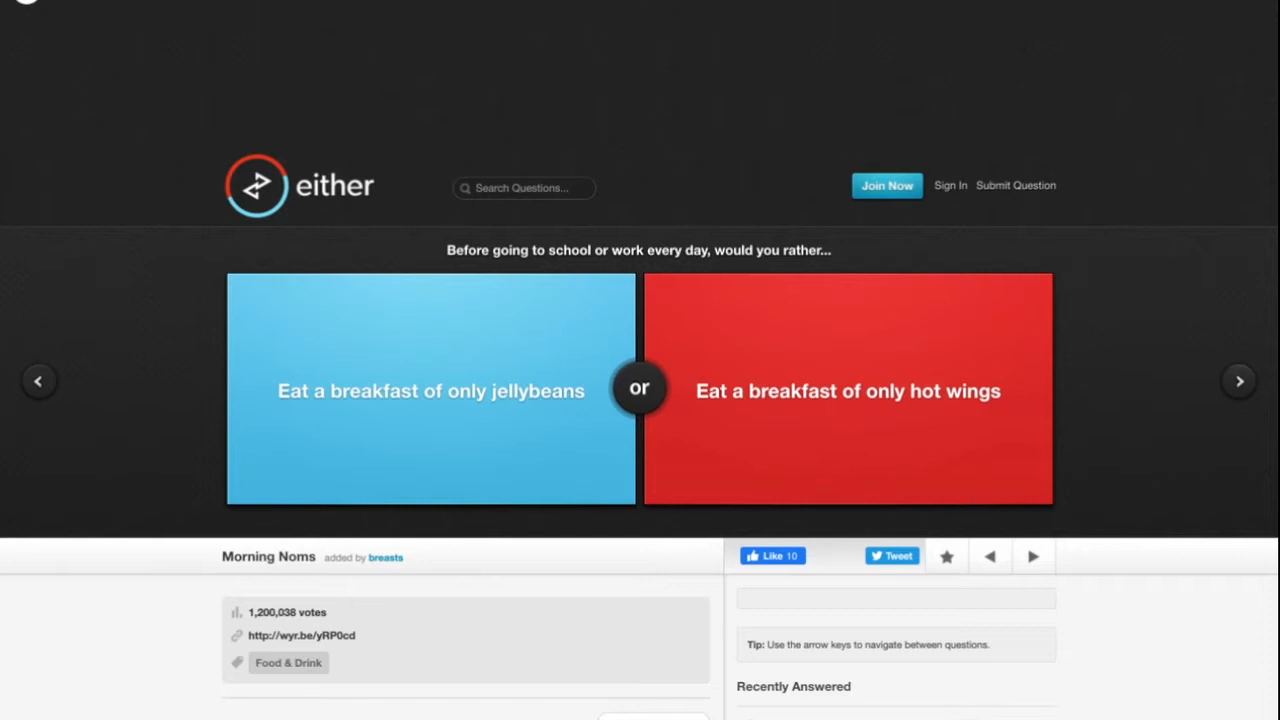 either
Search Questions...
Join Now
Sign In
Submit Question
Before going to school or work every day, would you rather...
Eat a breakfast of only jellybeans
or
Eat a breakfast of only hot wings
Morning Noms added by breasts
Like 10
Tweet
1,200,038 votes
http://wyr.be/yRP0cd
Food & Drink
Tip: Use the arrow keys to navigate between questions.
Recently Answered